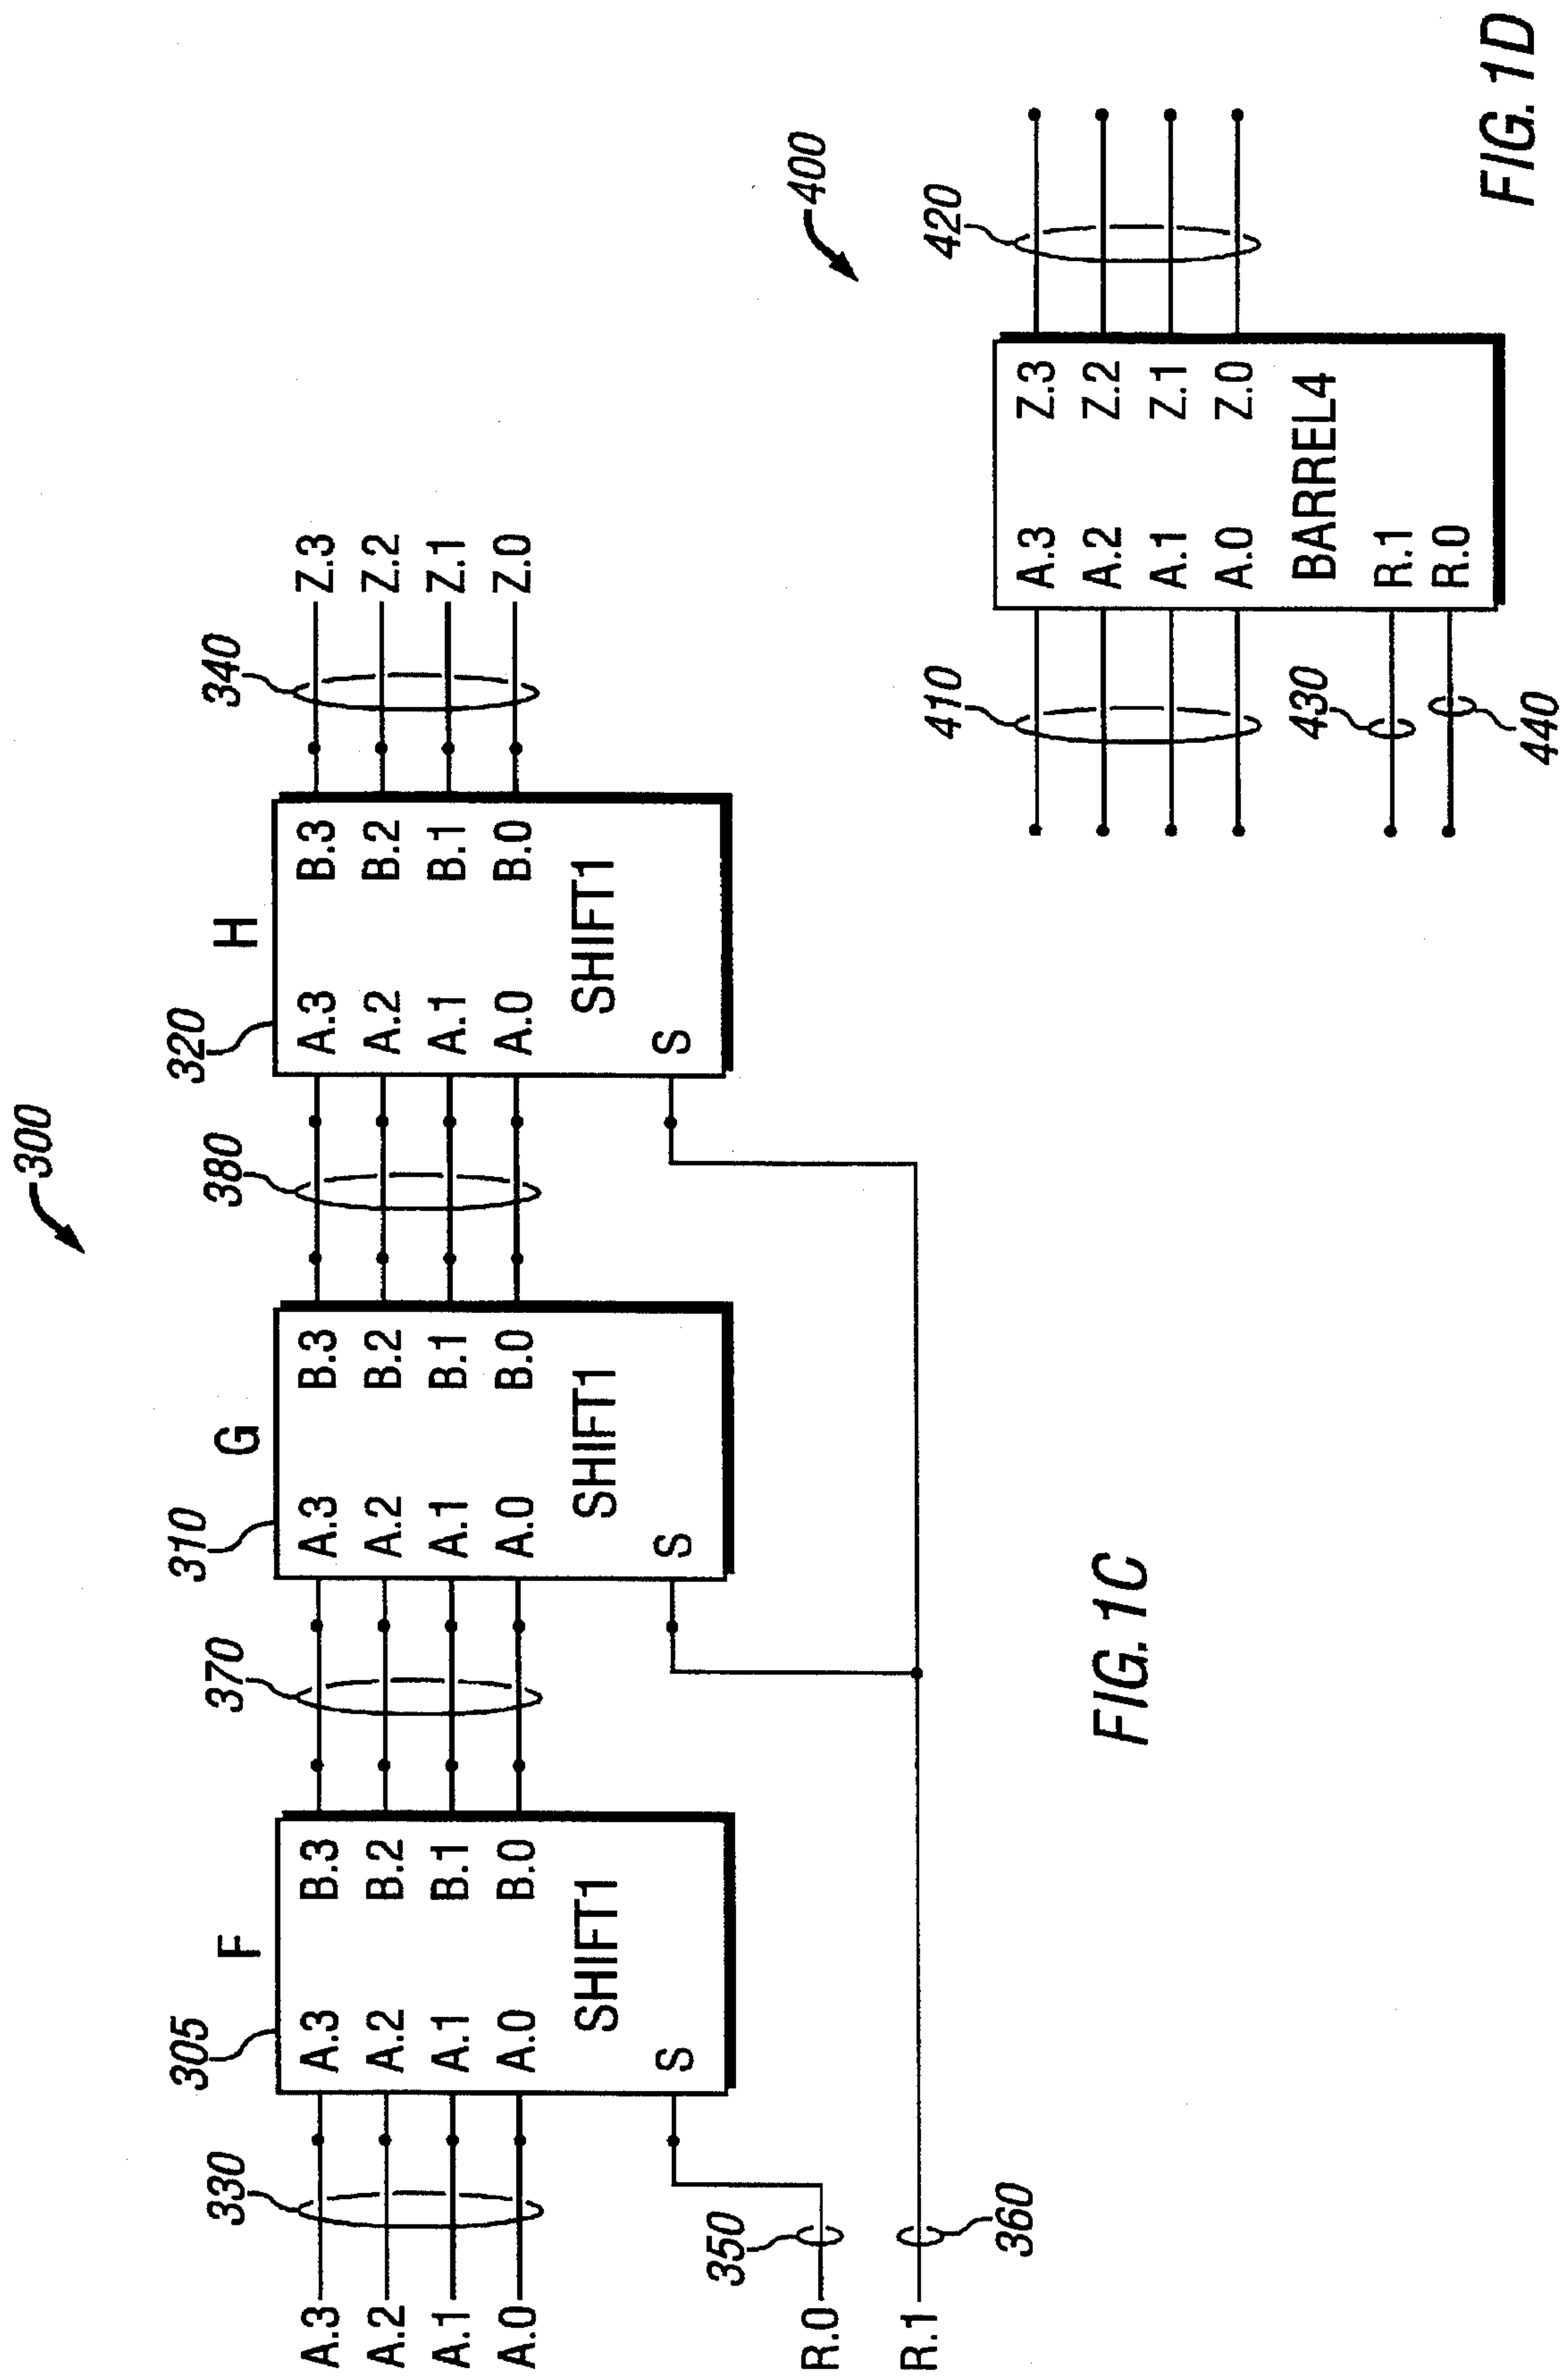 300
305 F
310 G
320 H
330
370
380
340
A.3 A.3 B.3 A.3 B.3 A.3 B.3 Z.3
A.2 A.2 B.2 A.2 B.2 A.2 B.2 Z.2
A.1 A.1 B.1 A.1 B.1 A.1 B.1 Z.1
A.0 A.0 B.0 A.0 B.0 A.0 B.0 Z.0
SHIFT1 SHIFT1 SHIFT1
S S S
350
R.0
R.1
360
FIG. 1C
400
410
420
A.3 Z.3
A.2 Z.2
A.1 Z.1
A.0 Z.0
BARREL4
430
R.1
R.0
440
FIG. 1D